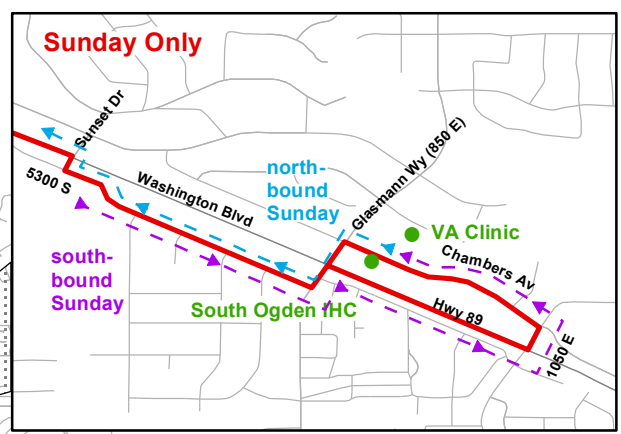 Sunday Only
Sunset Dr
5300 S
Washington Blvd
north-
bound
Sunday
Glasmann Wy (850 E)
VA Clinic
Chambers Av
south-
bound
Sunday
South Ogden IHC
Hwy 89
1050 E